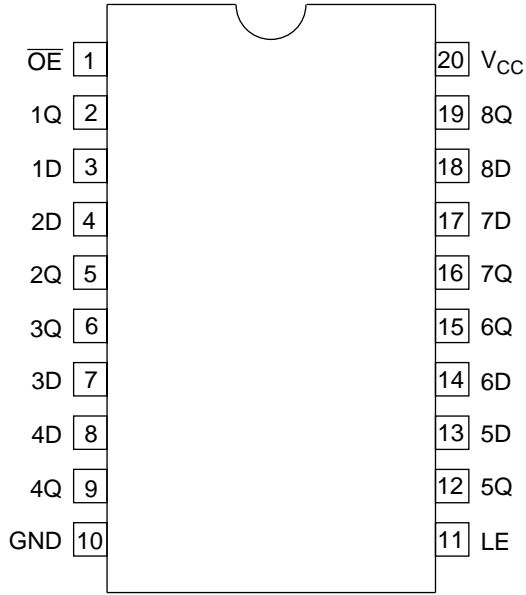 O̅E̅ 1 20 VCC
1Q 2 19 8Q
1D 3 18 8D
2D 4 17 7D
2Q 5 16 7Q
3Q 6 15 6Q
3D 7 14 6D
4D 8 13 5D
4Q 9 12 5Q
GND 10 11 LE